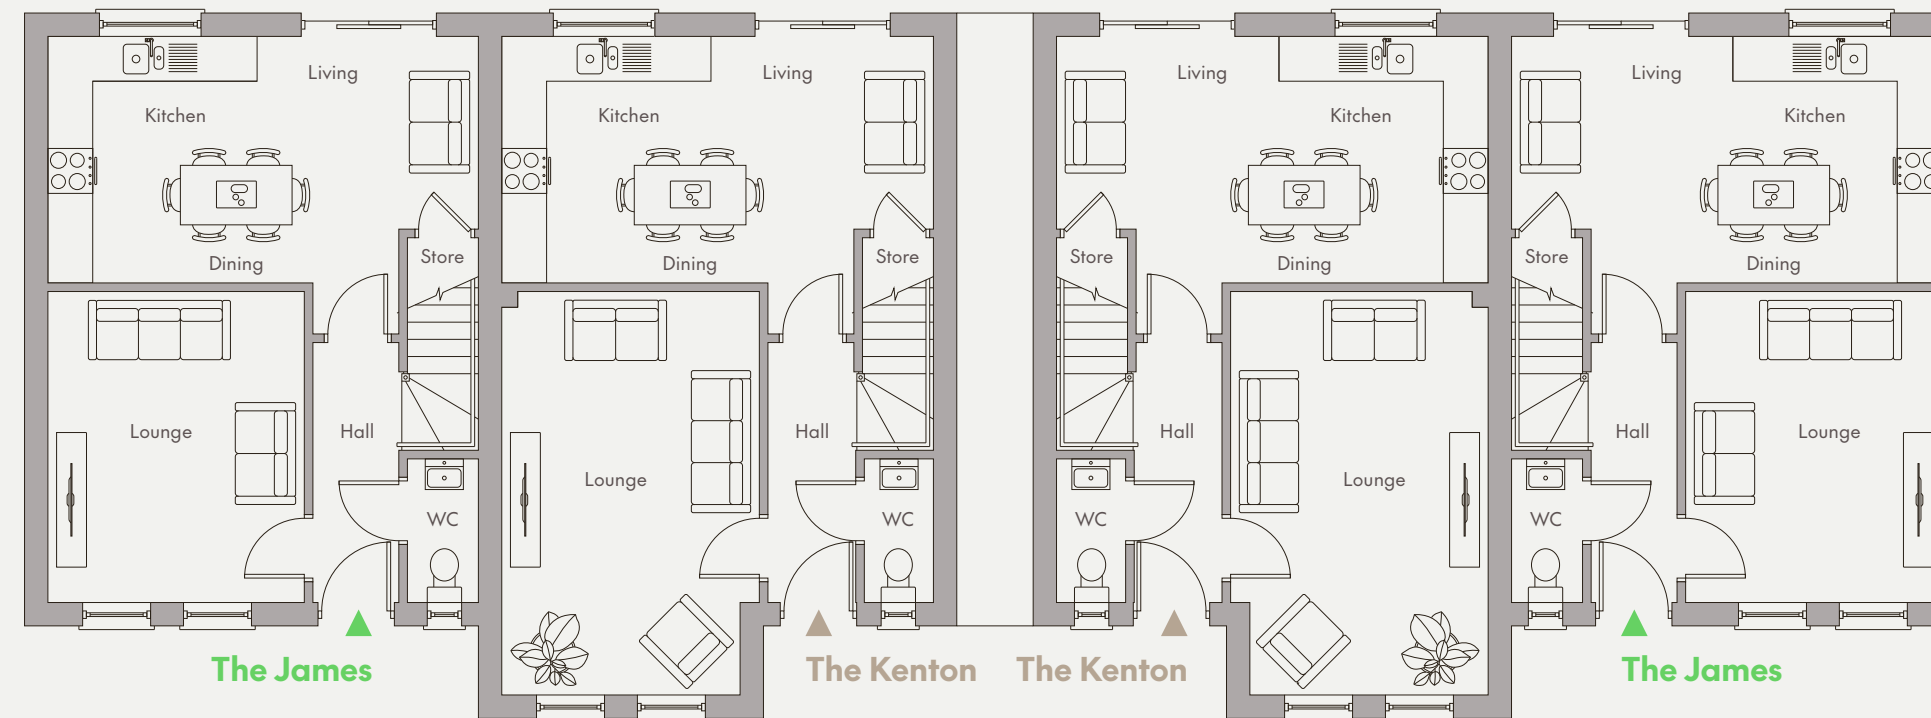 Living
Kitchen
Dining
Store
Lounge
Hall
WC
The James
Living
Kitchen
Dining
Store
Lounge
Hall
WC
The Kenton
Living
Kitchen
Dining
Store
Hall
Lounge
WC
The Kenton
Living
Kitchen
Dining
Store
Hall
Lounge
WC
The James